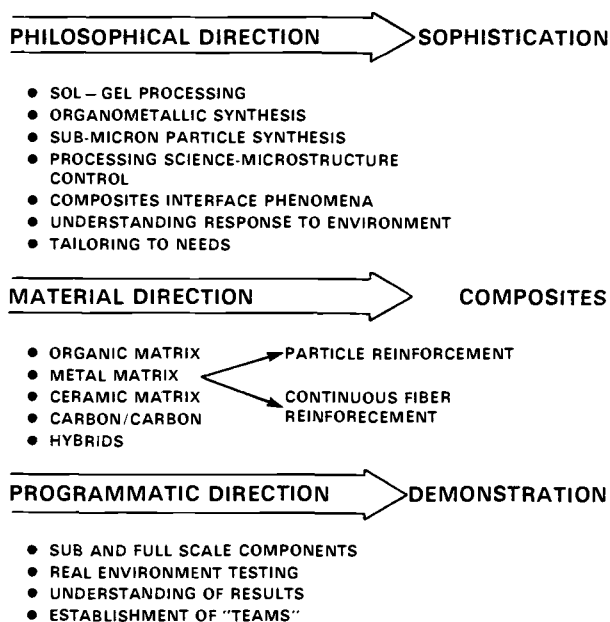 PHILOSOPHICAL DIRECTION SOPHISTICATION
● SOL – GEL PROCESSING
● ORGANOMETALLIC SYNTHESIS
● SUB-MICRON PARTICLE SYNTHESIS
● PROCESSING SCIENCE-MICROSTRUCTURE
CONTROL
● COMPOSITES INTERFACE PHENOMENA
● UNDERSTANDING RESPONSE TO ENVIRONMENT
● TAILORING TO NEEDS
MATERIAL DIRECTION COMPOSITES
● ORGANIC MATRIX PARTICLE REINFORCEMENT
● METAL MATRIX
● CERAMIC MATRIX CONTINUOUS FIBER
● CARBON/CARBON REINFORECEMENT
● HYBRIDS
PROGRAMMATIC DIRECTION DEMONSTRATION
● SUB AND FULL SCALE COMPONENTS
● REAL ENVIRONMENT TESTING
● UNDERSTANDING OF RESULTS
● ESTABLISHMENT OF "TEAMS"